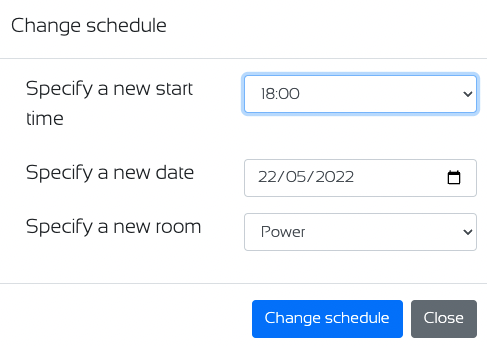 Change schedule
Specify a new start
time
18:00
Specify a new date
22/05/2022
Specify a new room
Power
Change schedule
Close